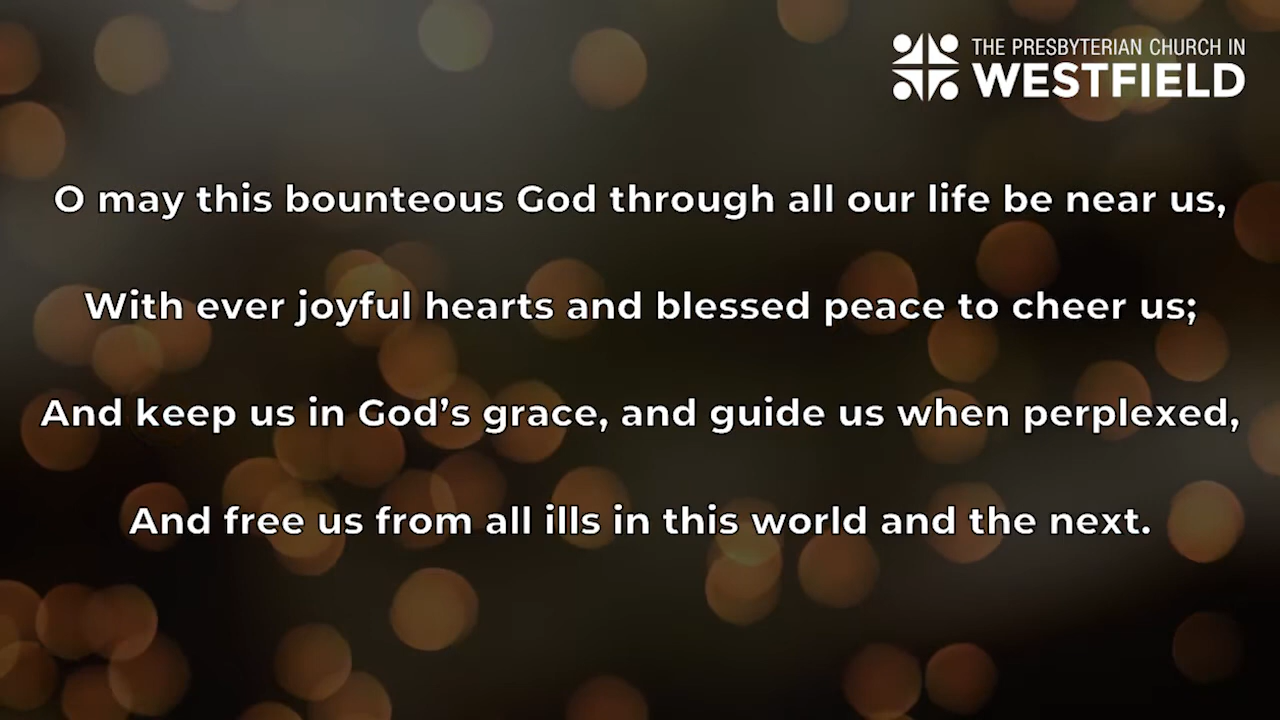 THE PRESBYTERIAN CHURCH IN
WESTFIELD
O may this bounteous God through all our life be near us,
With ever joyful hearts and blessed peace to cheer us;
And keep us in God’s grace, and guide us when perplexed,
And free us from all ills in this world and the next.